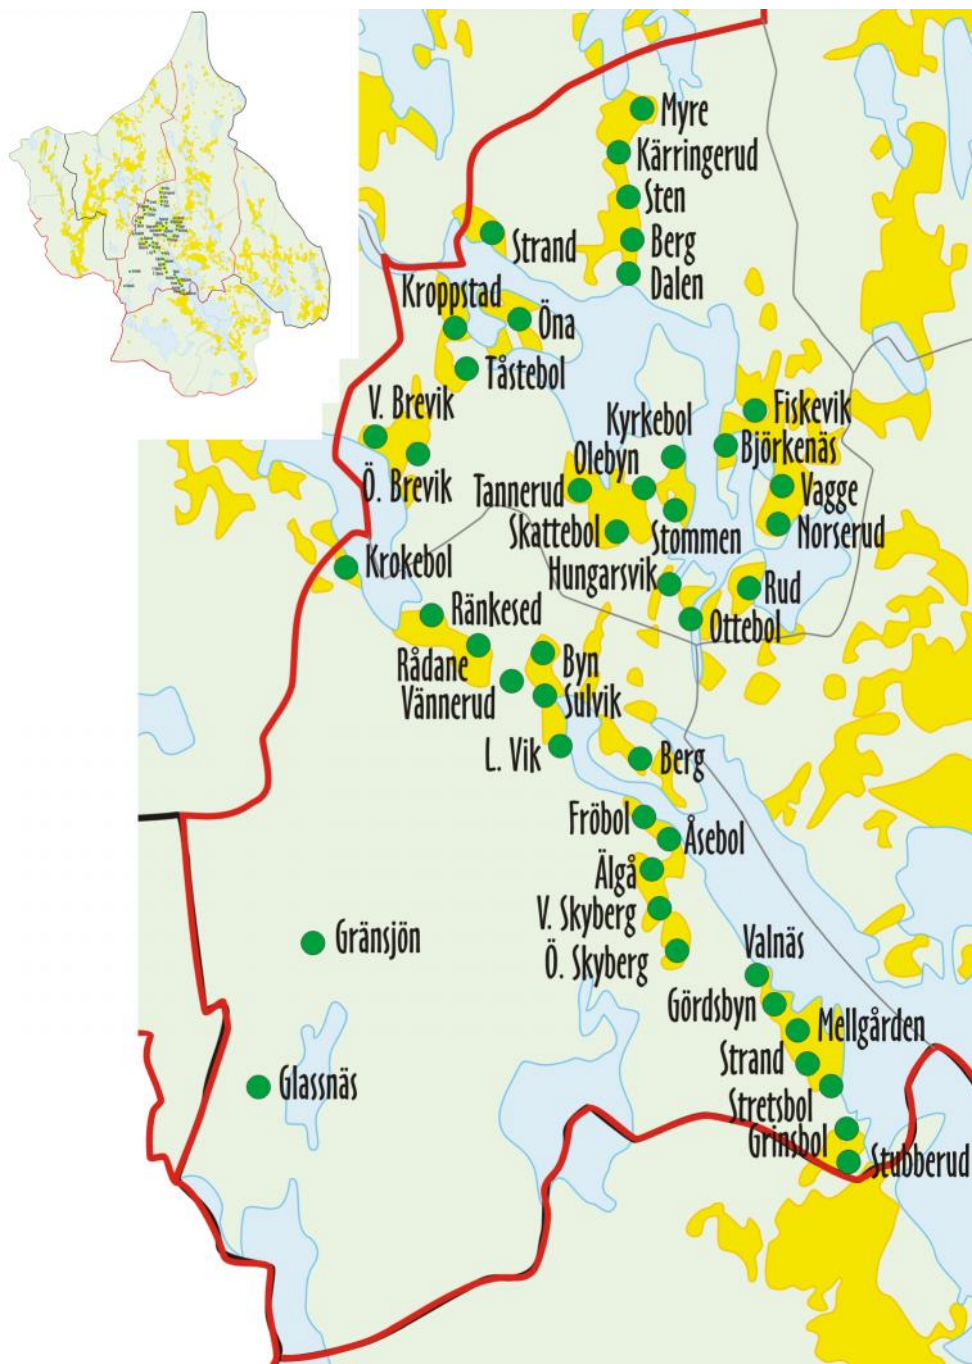 Myre
Kärringerud
Sten
Strand
Berg
Dalen
Kroppstad
Öna
Tåstebol
V. Brevik
Kyrkebol
Fiskevik
Björkenäs
Olebyn
Ö. Brevik
Tannerud
Vagge
Skattebol
Stommen
Norserud
Krokebol
Hungarsvik
Rud
Ränkesed
Ottebol
Rådane
Byn
Vännerud
Sulvik
L. Vik
Berg
Fröbol
Åsebol
Älgå
V. Skyberg
Gränsjön
Valnäs
Ö. Skyberg
Gördsbyn
Mellgården
Strand
Glassnäs
Stretsbol
Grinsbol
Stubberud